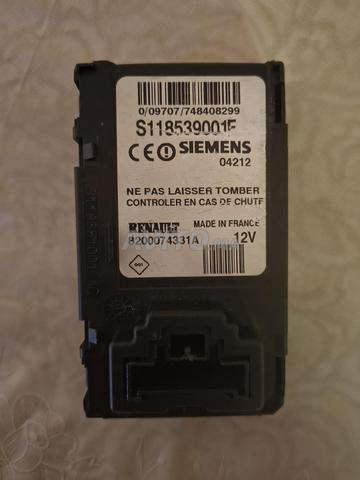 0/09707/748408299
S118539001F
CE SIEMENS
04212
NE PAS LAISSER TOMBER
CONTROLER EN CAS DE CHUTE
RENAULT MADE IN FRANCE
8200074331A 12V
001